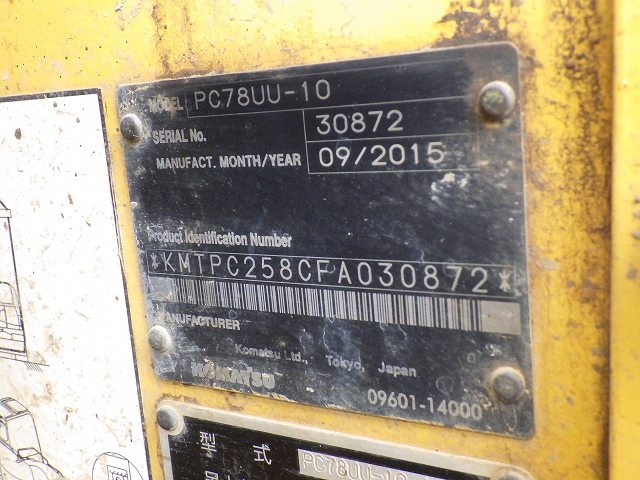 MODEL PC78UU-10
SERIAL No. 30872
MANUFACT. MONTH/YEAR 09/2015
Product Identification Number
*KMTPC258CFA030872*
MANUFACTURER
Komatsu Ltd., Tokyo, Japan
KOMATSU 09601-14000
型式 PC78UU-10